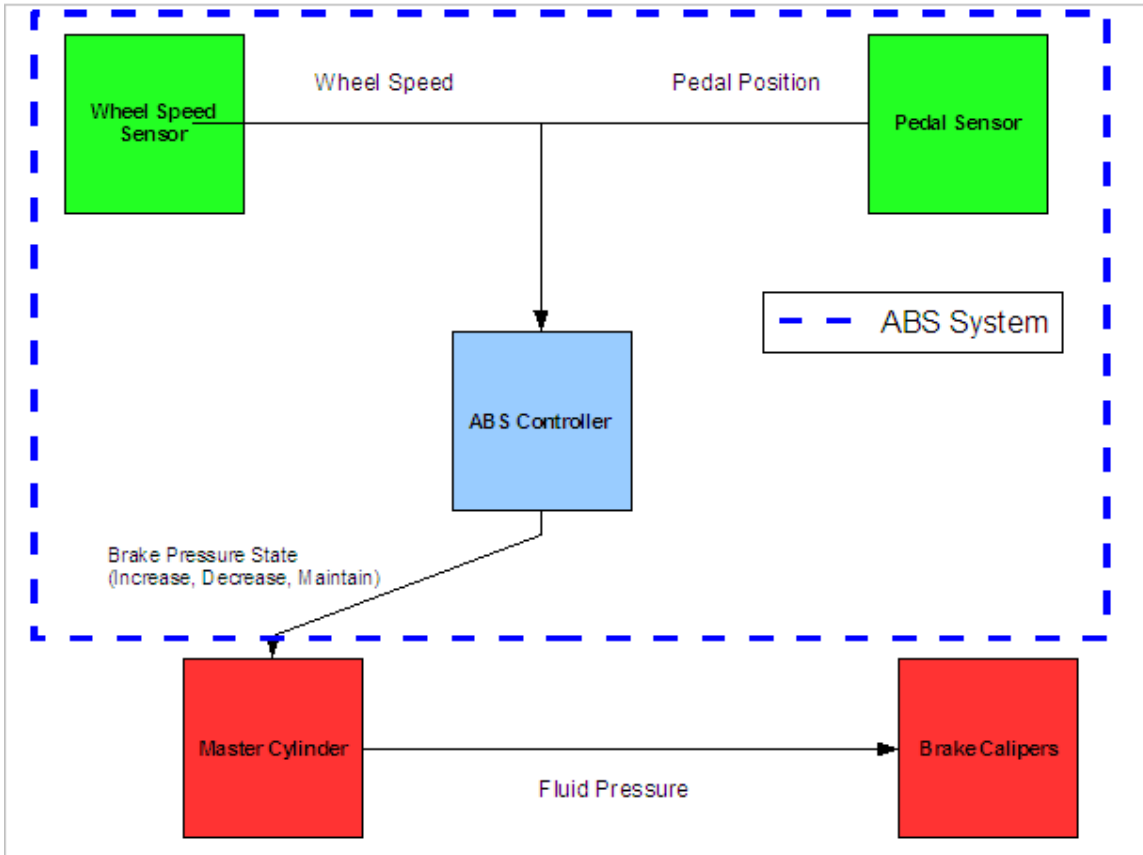 Wheel Speed
Pedal Position
Wheel Speed
Sensor
Pedal Sensor
ABS System
ABS Controller
Brake Pressure State
(Increase, Decrease, Maintain)
Master Cylinder
Brake Calipers
Fluid Pressure